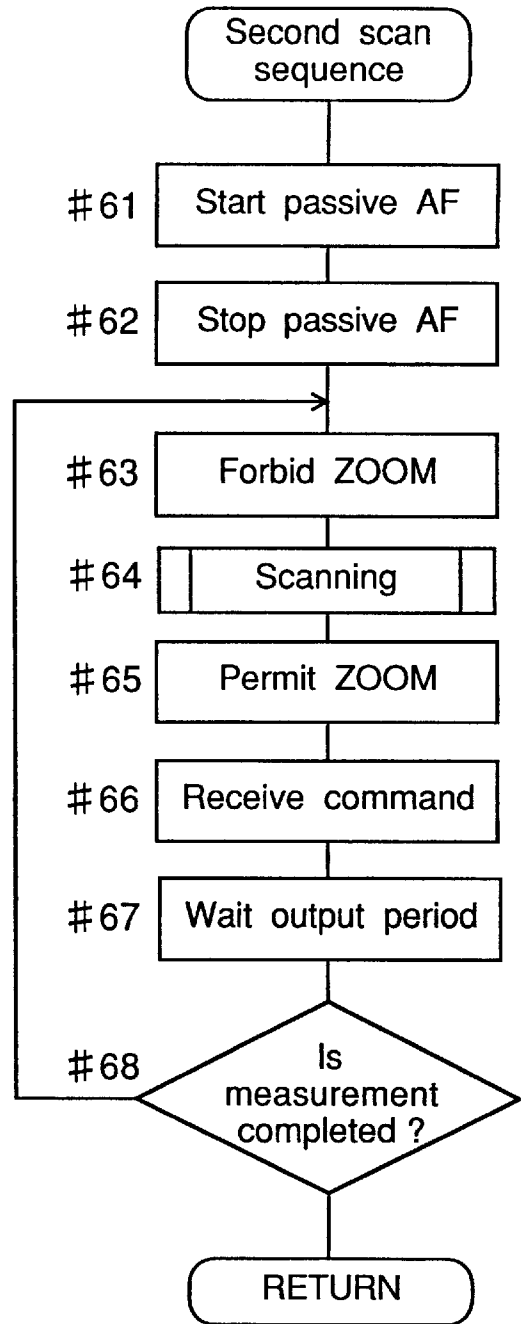 Second scan
sequence
#61 Start passive AF
#62 Stop passive AF
#63 Forbid ZOOM
#64 Scanning
#65 Permit ZOOM
#66 Receive command
#67 Wait output period
#68
Is
measurement
completed ?
RETURN